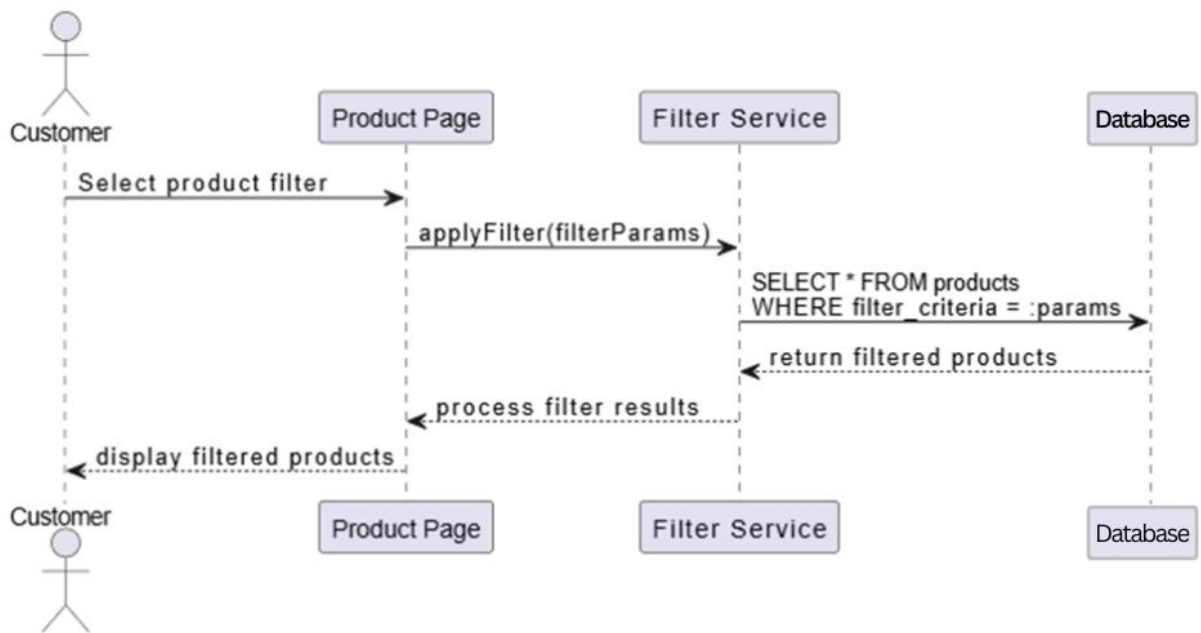 Customer
Product Page
Filter Service
Database
Select product filter
applyFilter(filterParams)
SELECT * FROM products
WHERE filter_criteria = :params
return filtered products
process filter results
display filtered products
Customer
Product Page
Filter Service
Database